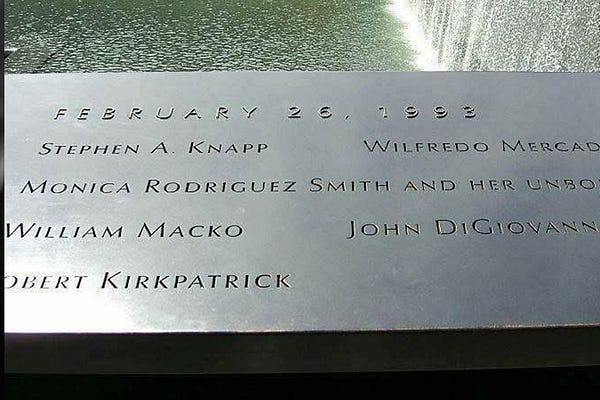 FEBRUARY 26, 1993
STEPHEN A. KNAPP WILFREDO MERCAD
MONICA RODRIGUEZ SMITH AND HER UNBO
WILLIAM MACKO JOHN DIGIOVANN
OBERT KIRKPATRICK